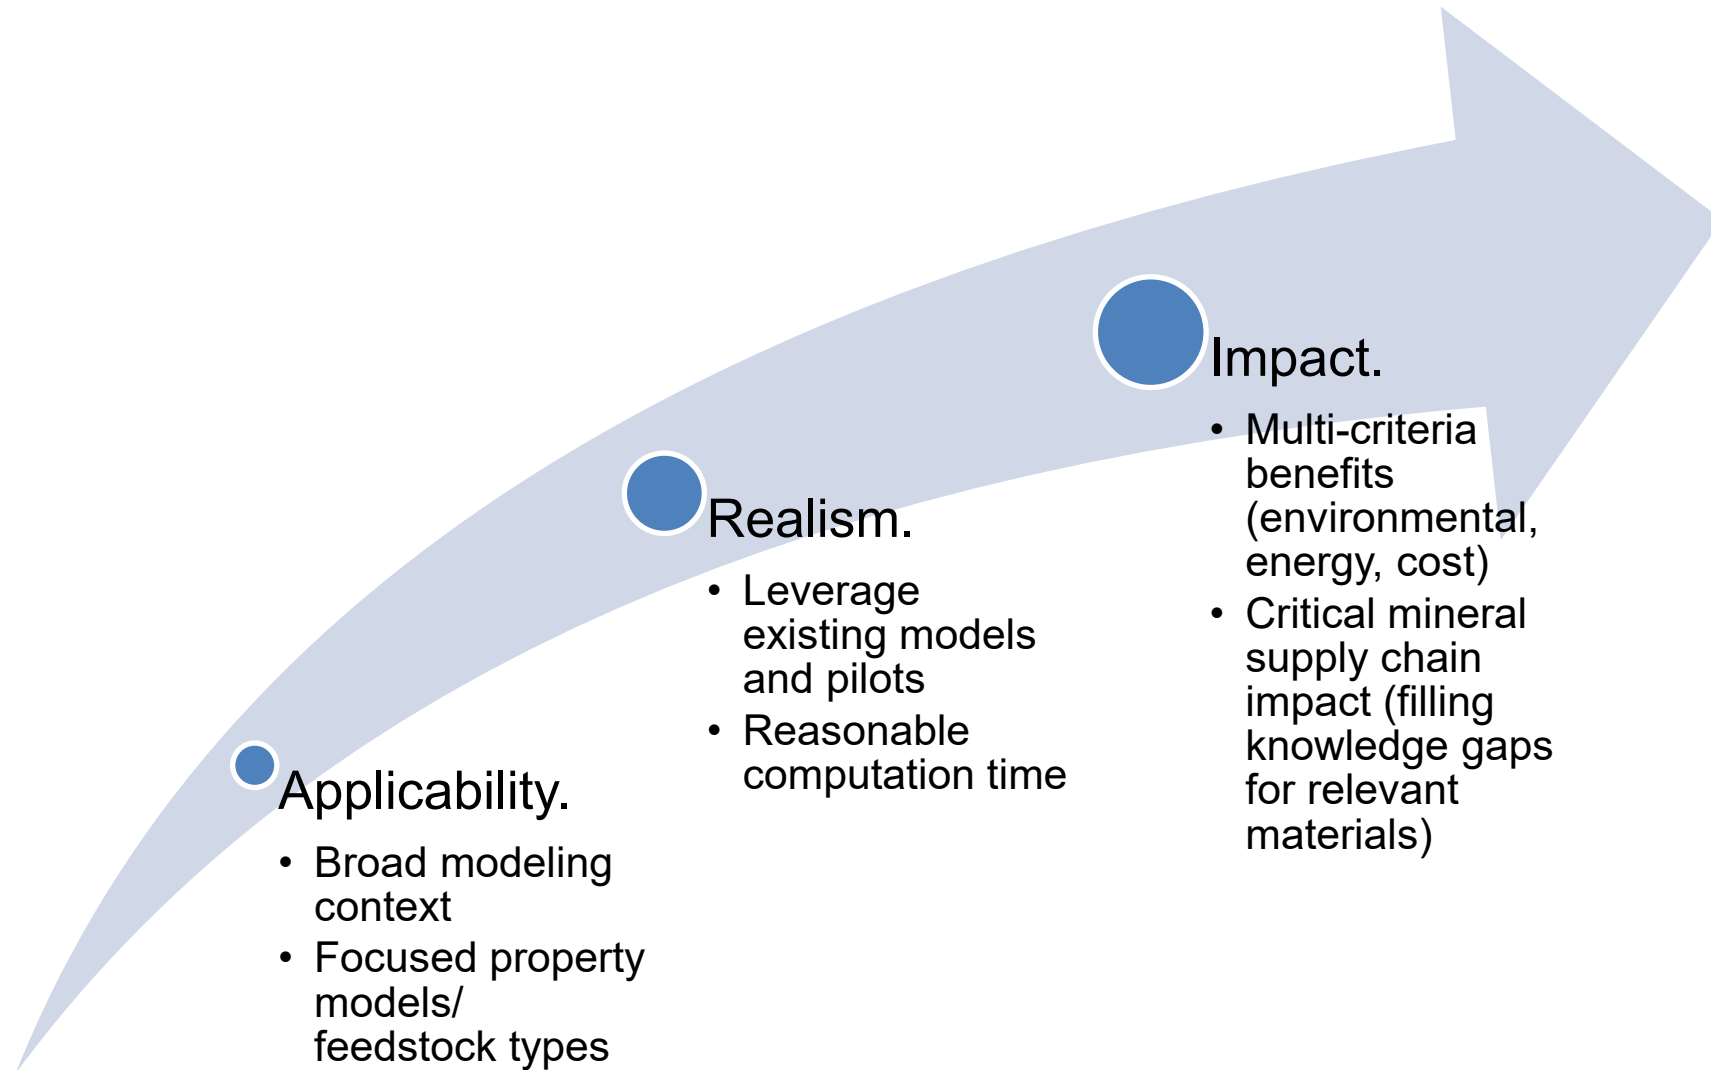 Applicability.
• Broad modeling
context
• Focused property
models/
feedstock types
Realism.
• Leverage
existing models
and pilots
• Reasonable
computation time
Impact.
• Multi-criteria
benefits
(environmental,
energy, cost)
• Critical mineral
supply chain
impact (filling
knowledge gaps
for relevant
materials)